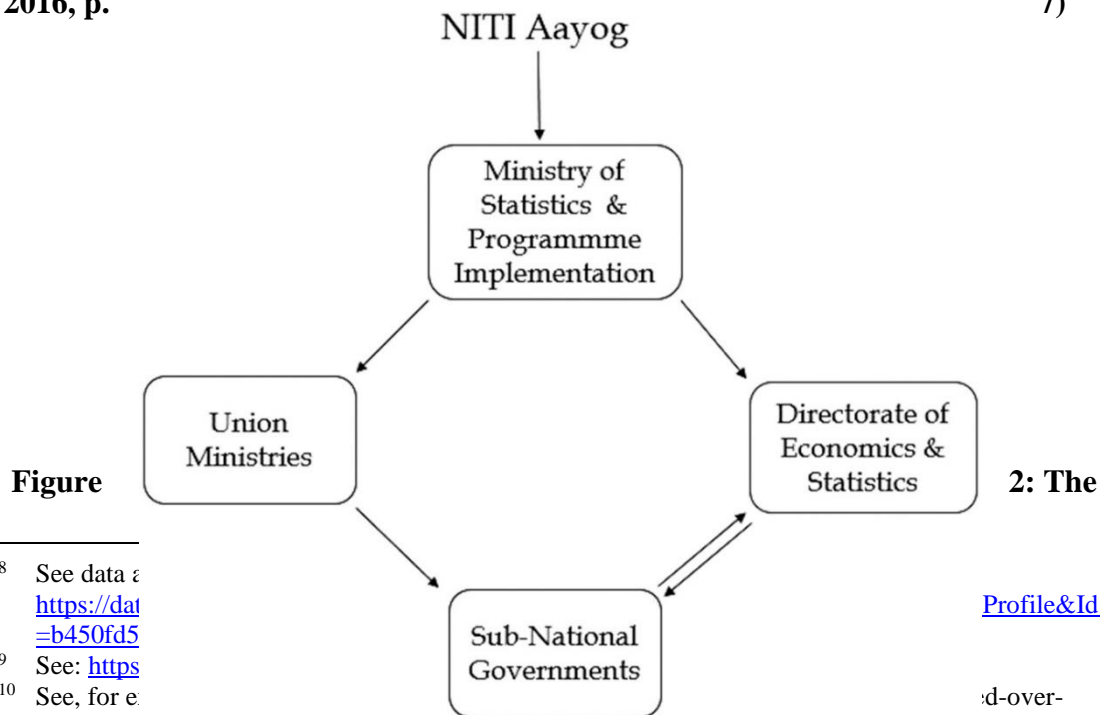 2016, p. 7)
NITI Aayog
Ministry of
Statistics &
Programmme
Implementation
Union
Ministries
Directorate of
Economics &
Statistics
Figure 2: The
Sub-National
Governments
8 See data a
https://dat Profile&Id
=b450fd5
9 See: https
10 See, for e ed-over-